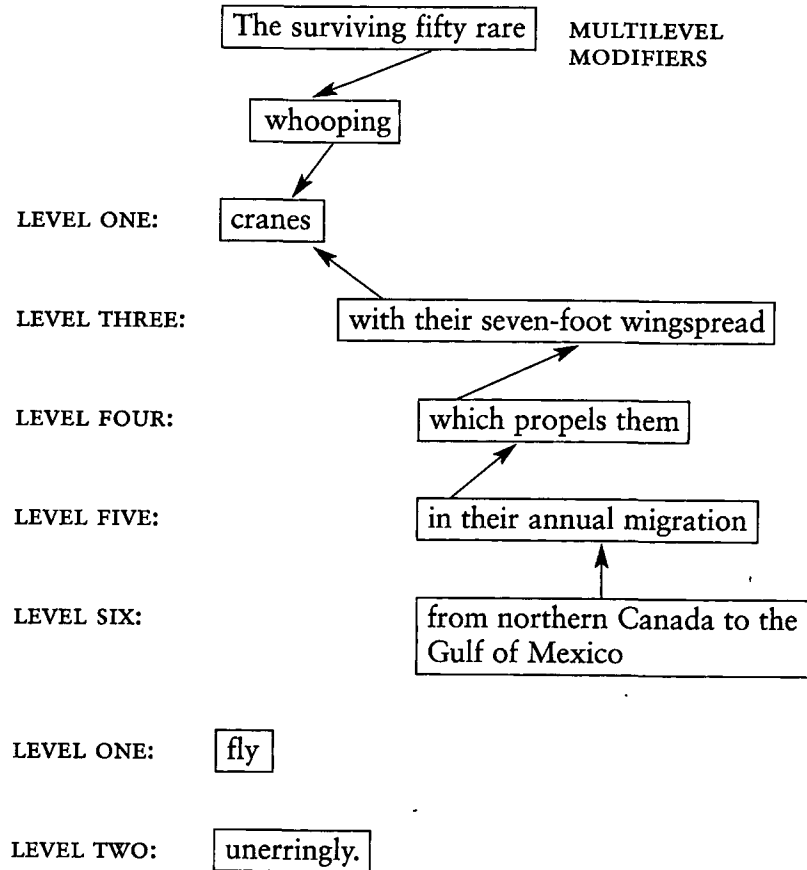 The surviving fifty rare MULTILEVEL
MODIFIERS
whooping
LEVEL ONE: cranes
LEVEL THREE: with their seven-foot wingspread
LEVEL FOUR: which propels them
LEVEL FIVE: in their annual migration
LEVEL SIX: from northern Canada to the
Gulf of Mexico
LEVEL ONE: fly
LEVEL TWO: unerringly.